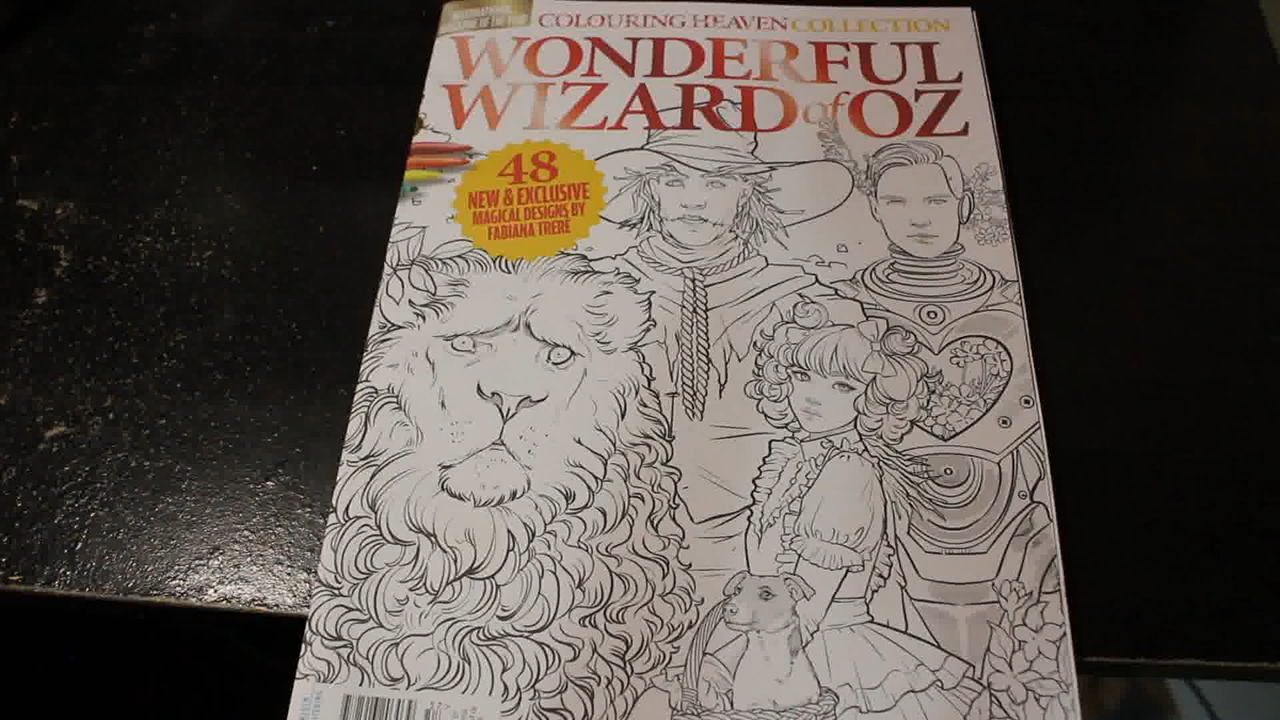 COLOURING HEAVEN COLLECTION
WONDERFUL
WIZARD of OZ
48
NEW & EXCLUSIVE
MAGICAL DESIGNS BY
FABIANA TRERÈ